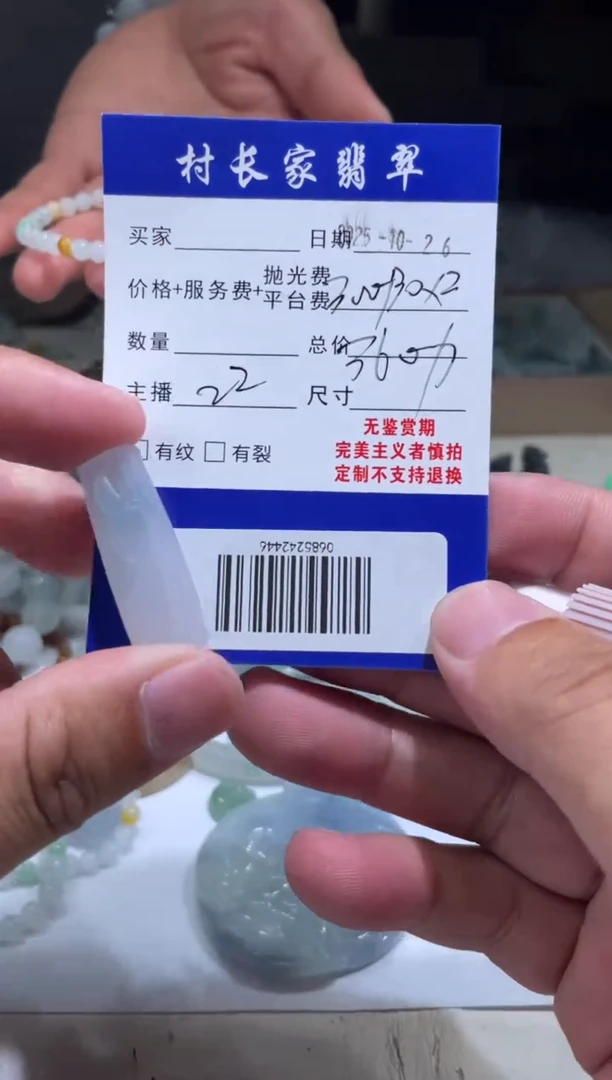 村长家翡翠
买家 日期 2025-10-26
价格+服务费+抛光费
平台费
数量 总价
主播 22 尺寸
无鉴赏期
有纹 有裂 完美主义者慎拍
定制不支持退换
0685242446